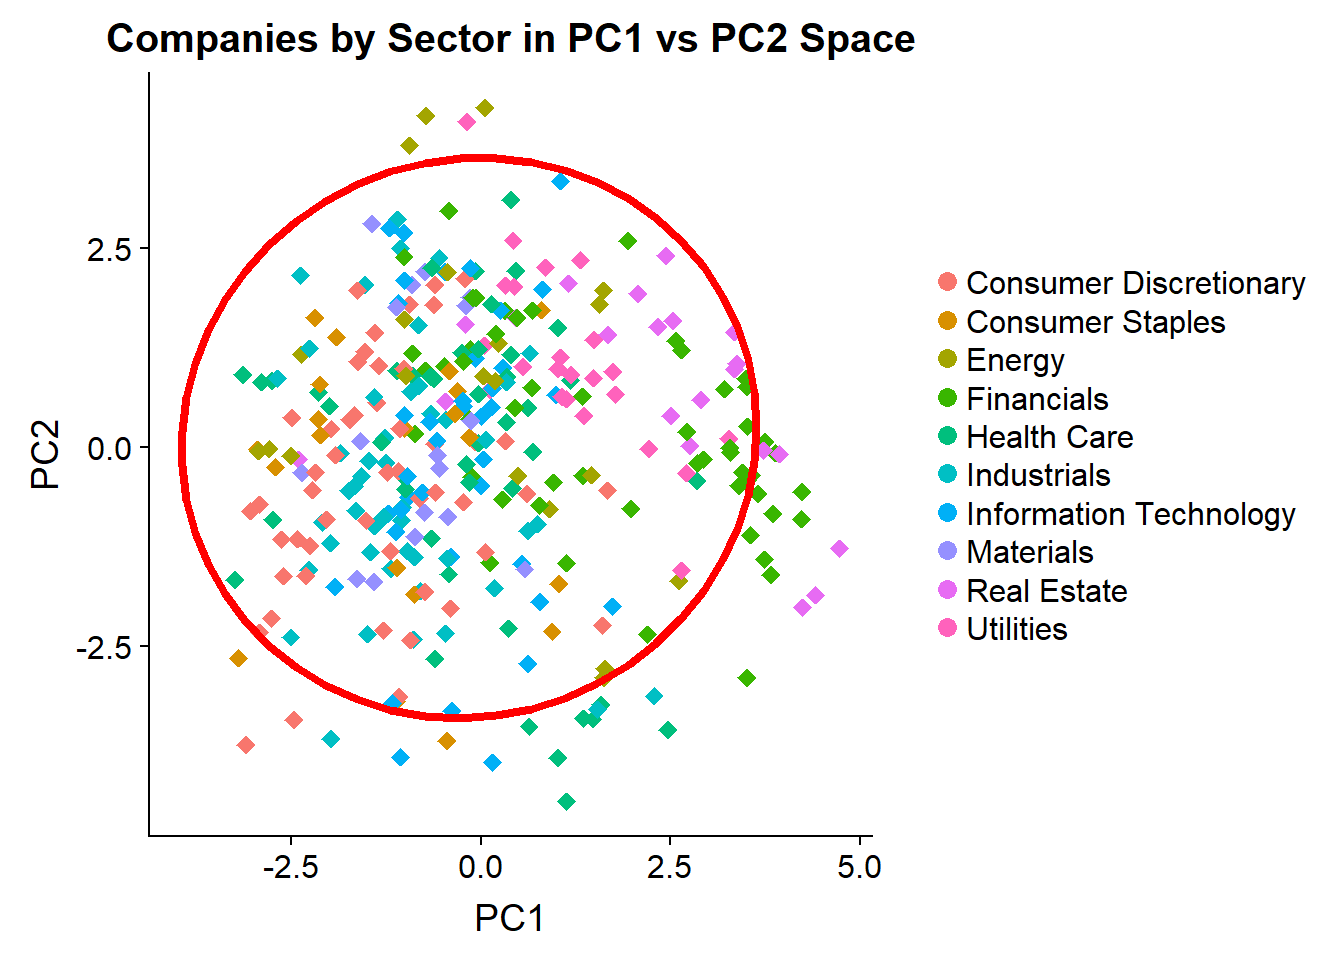 Companies by Sector in PC1 vs PC2 Space
2.5
0.0
-2.5
PC2
-2.5
0.0
2.5
5.0
PC1
Consumer Discretionary
Consumer Staples
Energy
Financials
Health Care
Industrials
Information Technology
Materials
Real Estate
Utilities